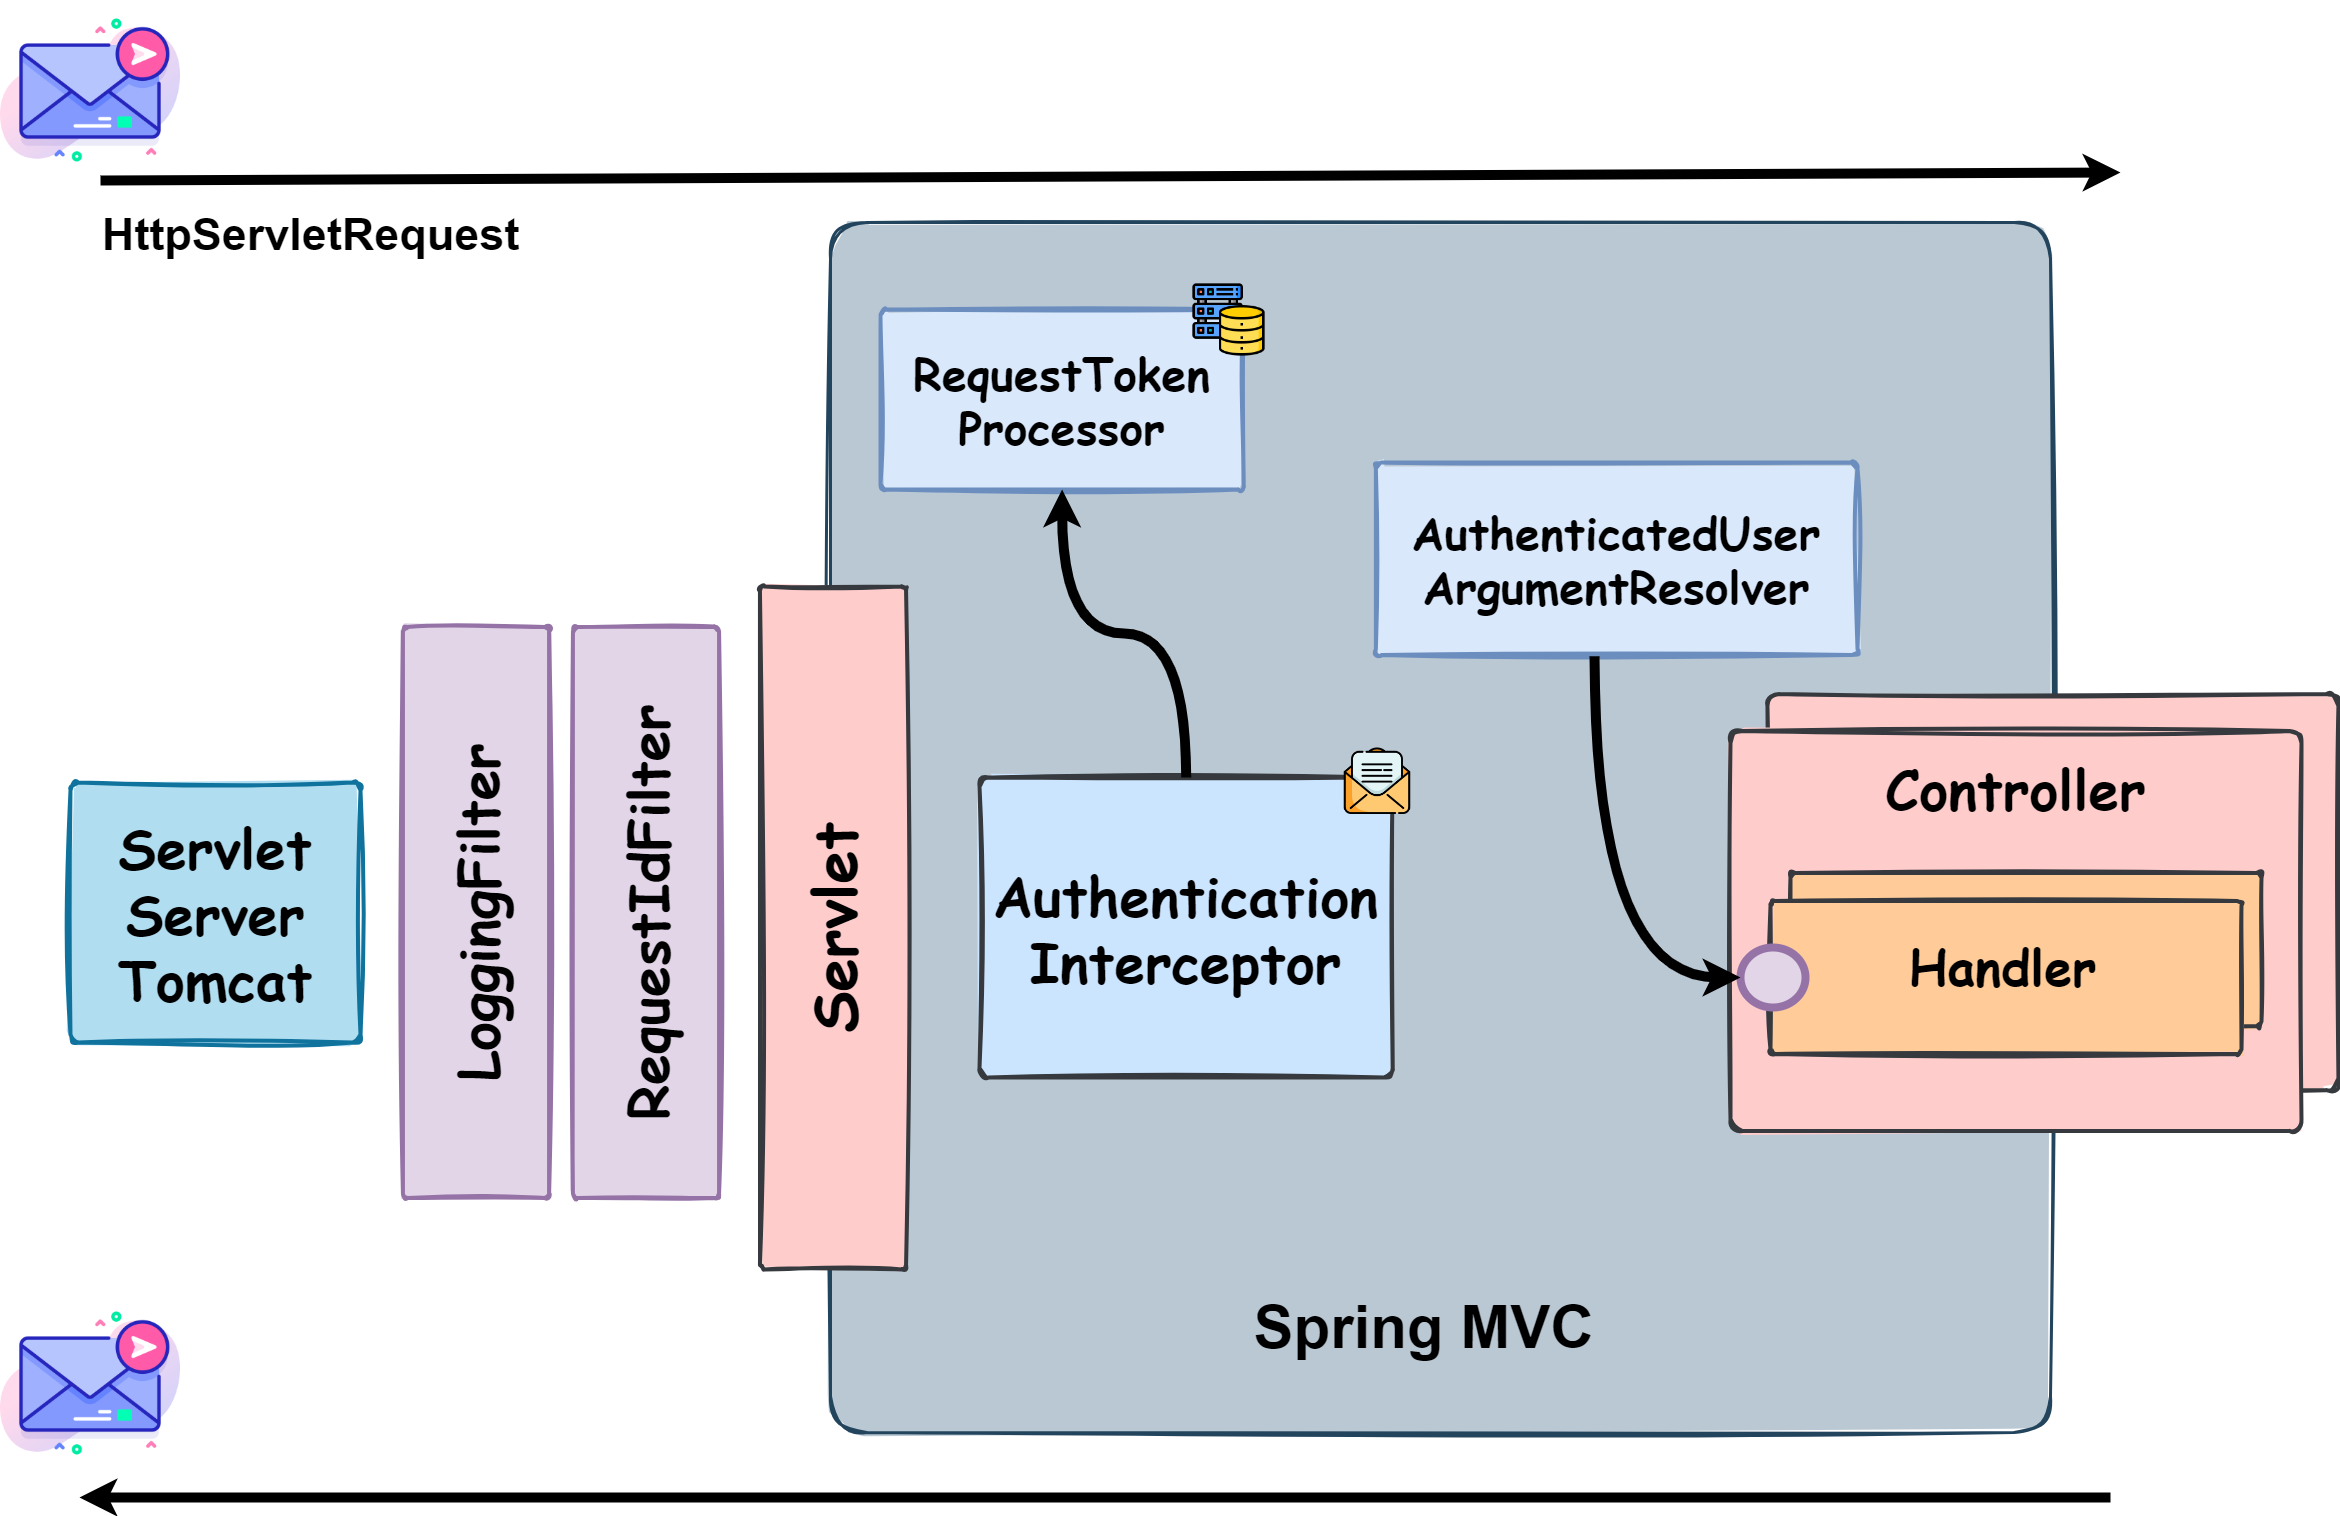 HttpServletRequest
RequestToken
Processor
AuthenticatedUser
ArgumentResolver
Servlet
Server
Tomcat
LoggingFilter
RequestIdFilter
Servlet
Authentication
Interceptor
Controller
Handler
Spring MVC